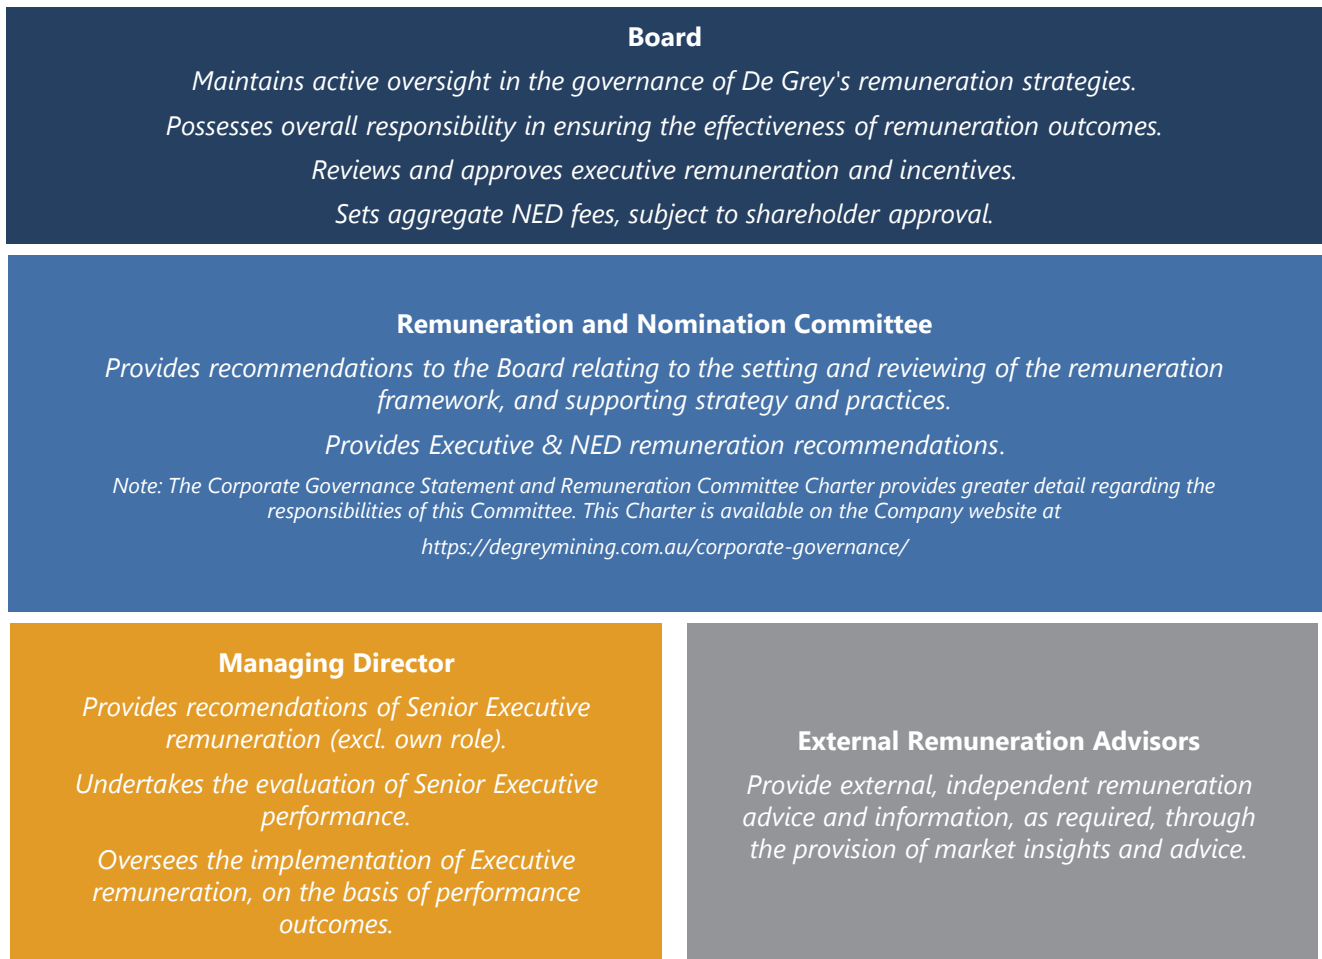 Board
Maintains active oversight in the governance of De Grey's remuneration strategies.
Possesses overall responsibility in ensuring the effectiveness of remuneration outcomes.
Reviews and approves executive remuneration and incentives.
Sets aggregate NED fees, subject to shareholder approval.
Remuneration and Nomination Committee
Provides recommendations to the Board relating to the setting and reviewing of the remuneration
framework, and supporting strategy and practices.
Provides Executive & NED remuneration recommendations.
Note: The Corporate Governance Statement and Remuneration Committee Charter provides greater detail regarding the
responsibilities of this Committee. This Charter is available on the Company website at
https://degreymining.com.au/corporate-governance/
Managing Director
Provides recomendations of Senior Executive
remuneration (excl. own role).
Undertakes the evaluation of Senior Executive
performance.
Oversees the implementation of Executive
remuneration, on the basis of performance
outcomes.
External Remuneration Advisors
Provide external, independent remuneration
advice and information, as required, through
the provision of market insights and advice.